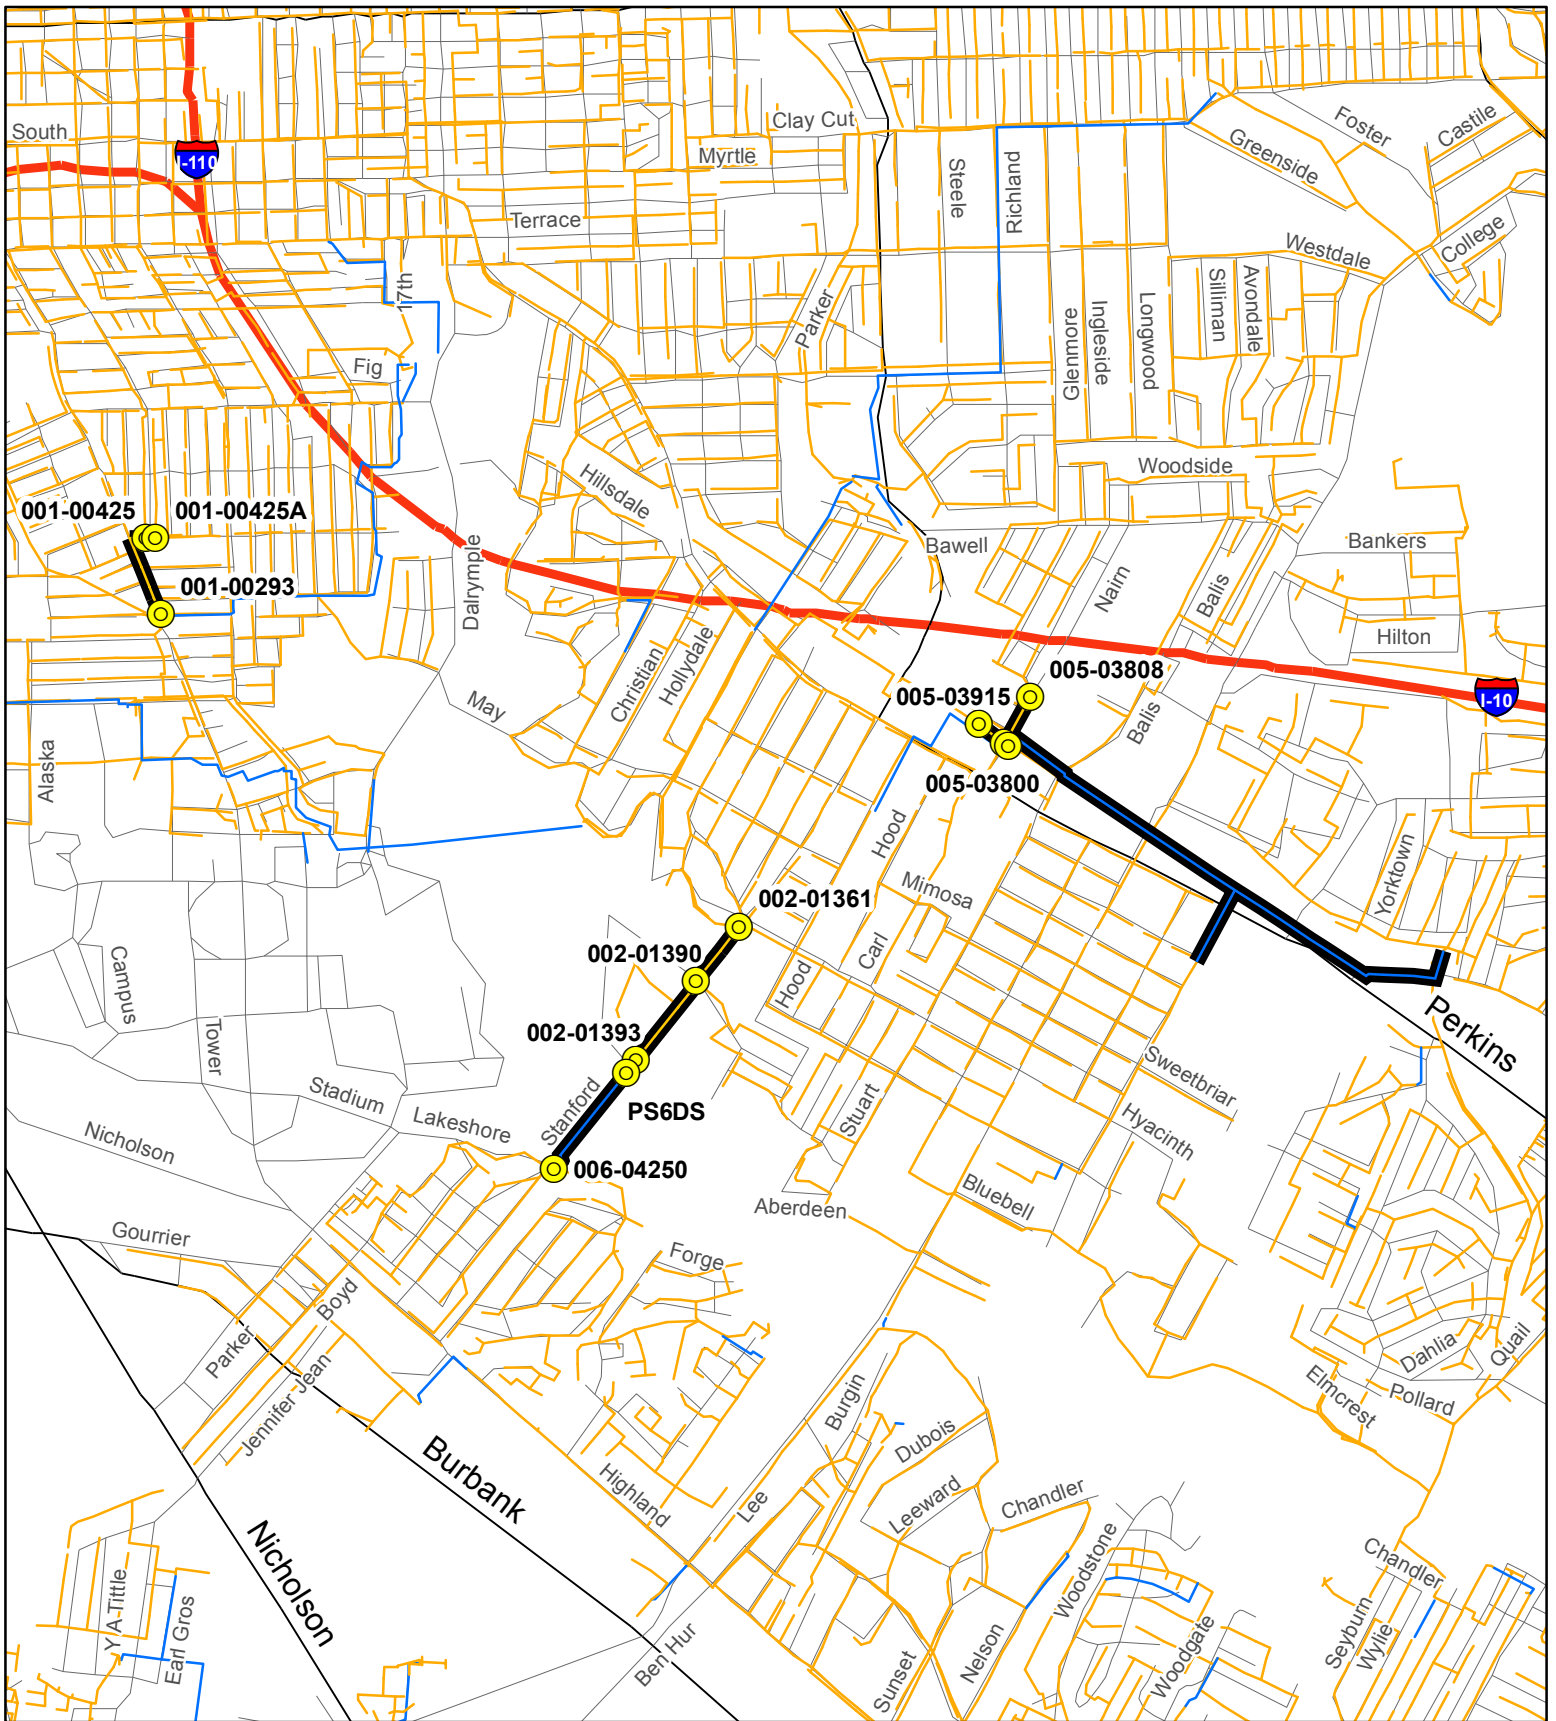 South
I-110
Clay Cut
Myrtle
Terrace
Steele
Richland
Foster
Castile
Greenside
College
Westdale
Silliman
Avondale
17th
Parker
Glenmore
Ingleside
Longwood
Fig
Woodside
Hillsdale
001-00425
001-00425A
Bawell
Bankers
Dalrymple
Nairn
Balis
001-00293
Hilton
Christian
Hollydale
005-03808
005-03915
I-10
May
Balis
Alaska
005-03800
Hood
Yorktown
Mimosa
002-01361
Carl
002-01390
Hood
Campus
Perkins
002-01393
Tower
Sweetbriar
Stadium
Stanford
PS6DS
Stuart
Hyacinth
Lakeshore
Nicholson
006-04250
Bluebell
Aberdeen
Gourrier
Forge
Boyd
Parker
Dahlia
Quail
Jennifer Jean
Elmcrest
Pollard
Burgin
Dubois
Burbank
Highland
Lee
Leeward
Chandler
Nicholson
Woodstone
Chandler
Y A Tittle
Earl Gros
Ben Hur
Sunset
Nelson
Woodgate
Seyburn
Wylie